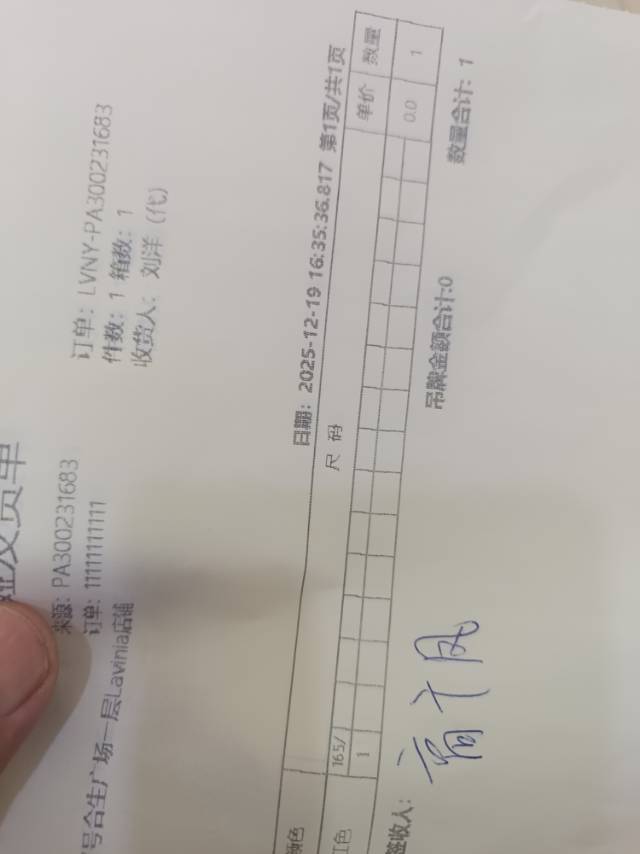 发货单
来源: PA300231683
订单: LVNY-PA300231683
订单: 11111111111
件数: 1 箱数: 1
号合生广场一层Lavinia店铺
收货人: 刘洋 (代)
日期: 2025-12-19 16:35:36.817 第1页/共1页
颜色 尺 码 单价 数量
165/
红色 1 0.0 1
吊牌金额合计:0 数量合计: 1
签收人: